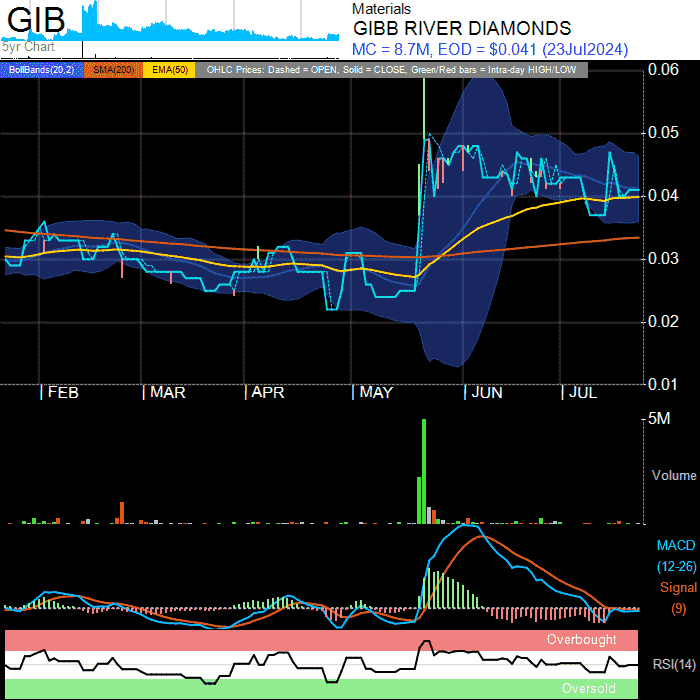 GIB
5yr Chart
Materials
GIBB RIVER DIAMONDS
MC = 8.7M, EOD = $0.041 (23Jul2024)
BollBands(20,2) SMA(200) EMA(50) OHLC Prices: Dashed = OPEN, Solid = CLOSE, Green/Red bars = Intra-day HIGH/LOW
0.06
0.05
0.04
0.03
0.02
0.01
FEB MAR APR MAY JUN JUL
5M
Volume
MACD
(12-26)
Signal
(9)
Overbought
RSI(14)
Oversold